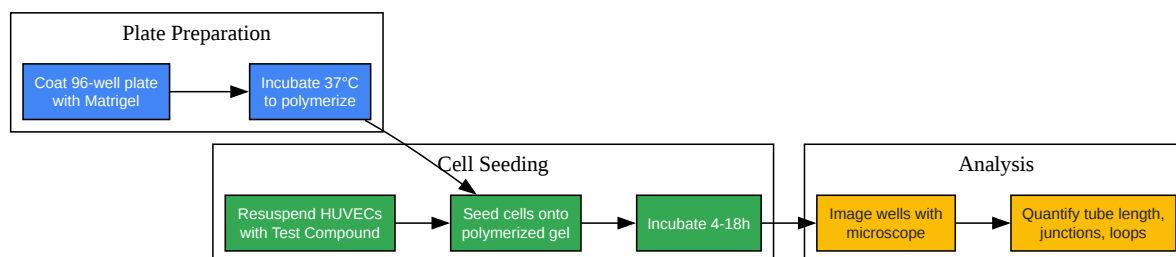 Plate Preparation
Coat 96-well plate
with Matrigel
Incubate 37°C
to polymerize
Cell Seeding
Resuspend HUVECs
with Test Compound
Seed cells onto
polymerized gel
Incubate 4-18h
Analysis
Image wells with
microscope
Quantify tube length,
junctions, loops